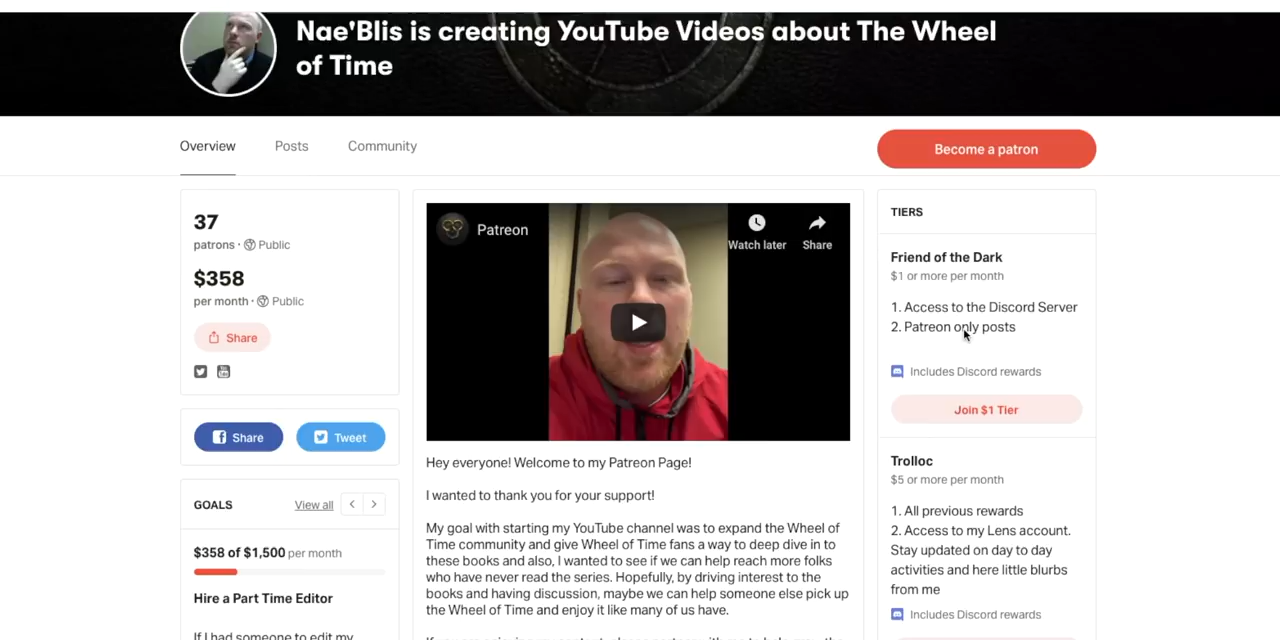 Nae'Blis is creating YouTube Videos about The Wheel
of Time
Overview
Posts
Community
Become a patron
37
patrons · Public
$358
per month · Public
Share
Share
Tweet
GOALS
View all
$358 of $1,500 per month
Hire a Part Time Editor
If I had someone to edit my
Patreon
Watch later
Share
Hey everyone! Welcome to my Patreon Page!
I wanted to thank you for your support!
My goal with starting my YouTube channel was to expand the Wheel of
Time community and give Wheel of Time fans a way to deep dive in to
these books and also, I wanted to see if we can help reach more folks
who have never read the series. Hopefully, by driving interest to the
books and having discussion, maybe we can help someone else pick up
the Wheel of Time and enjoy it like many of us have.
TIERS
Friend of the Dark
$1 or more per month
1. Access to the Discord Server
2. Patreon only posts
Includes Discord rewards
Join $1 Tier
Trolloc
$5 or more per month
1. All previous rewards
2. Access to my Lens account.
Stay updated on day to day
activities and here little blurbs
from me
Includes Discord rewards